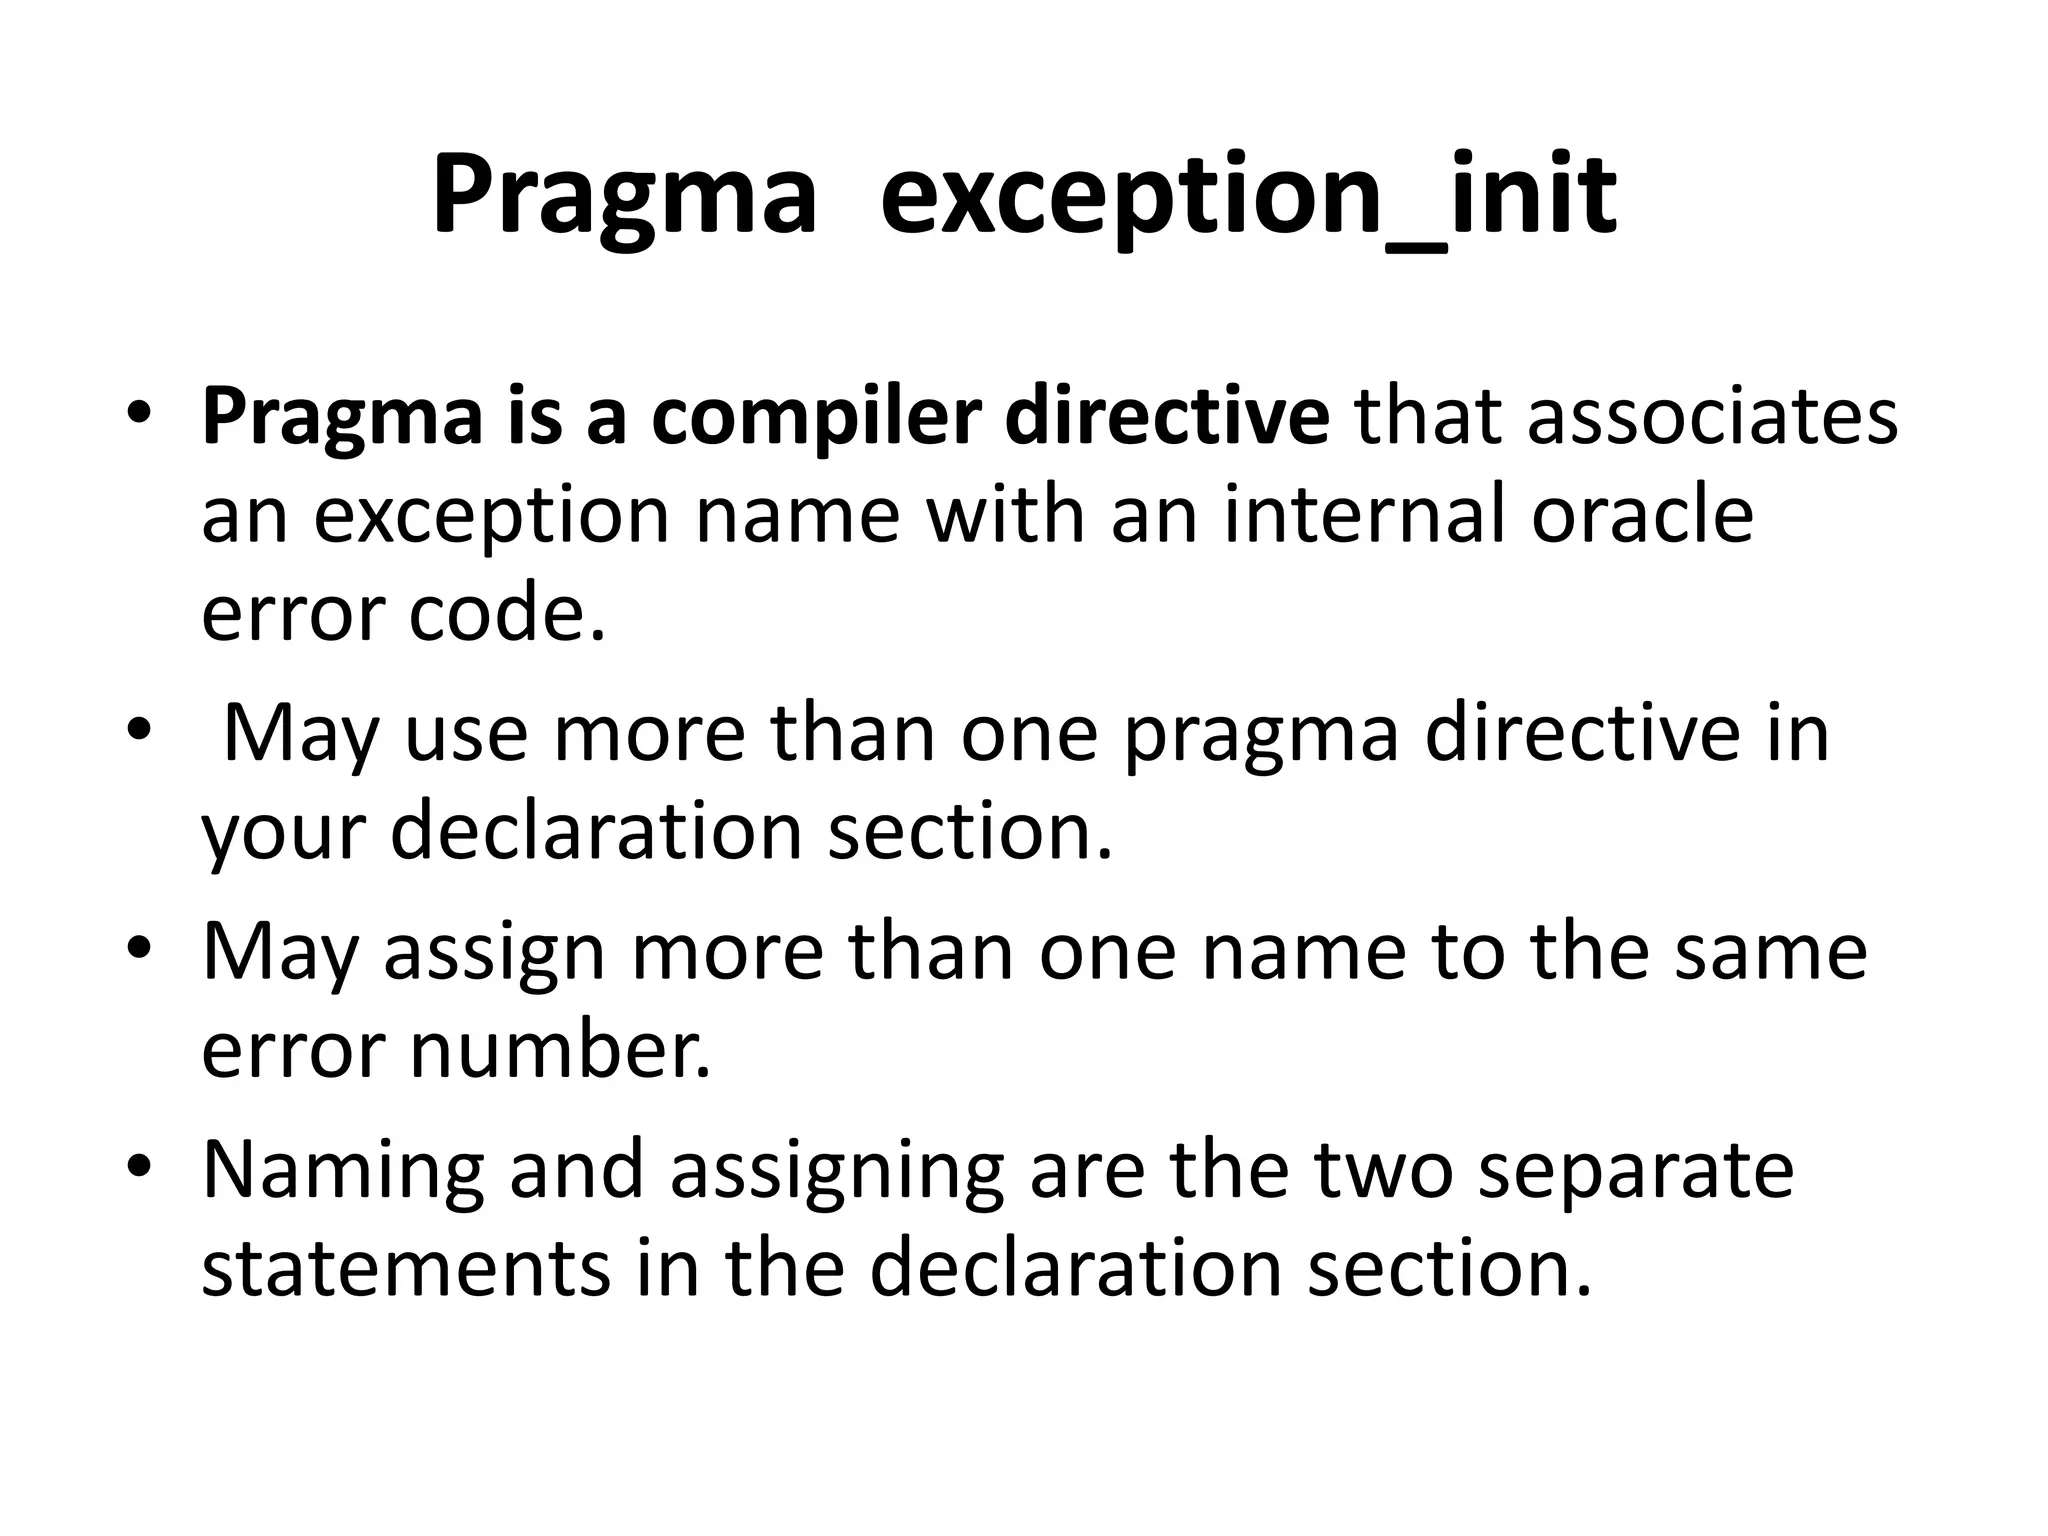 Pragma  exception_init
• Pragma is a compiler directive that associates
an exception name with an internal oracle
error code.
•  May use more than one pragma directive in
your declaration section.
• May assign more than one name to the same
error number.
• Naming and assigning are the two separate
statements in the declaration section.